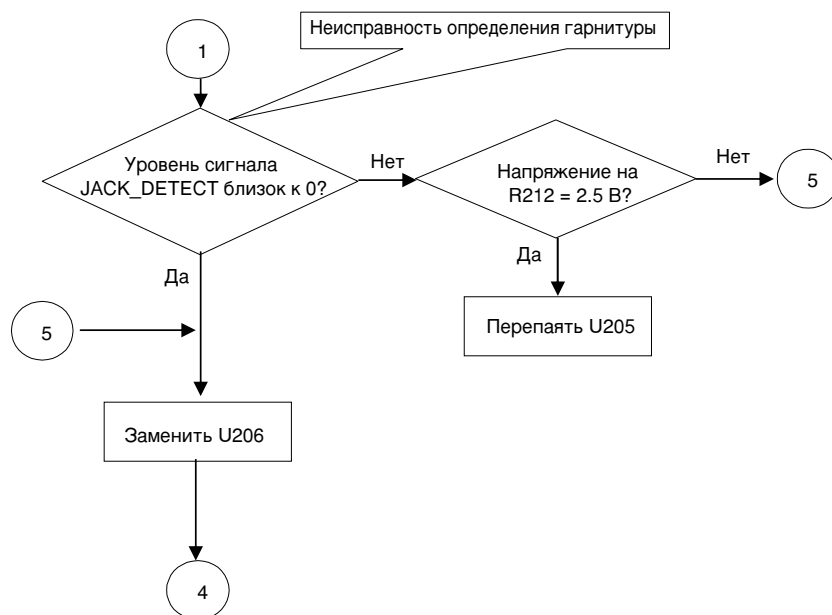 Неисправность определения гарнитуры
1
Уровень сигнала
JACK_DETECT близок к 0?
Нет
Напряжение на
R212 = 2.5 В?
Нет
5
Да
Да
5
Перепаять U205
Заменить U206
4